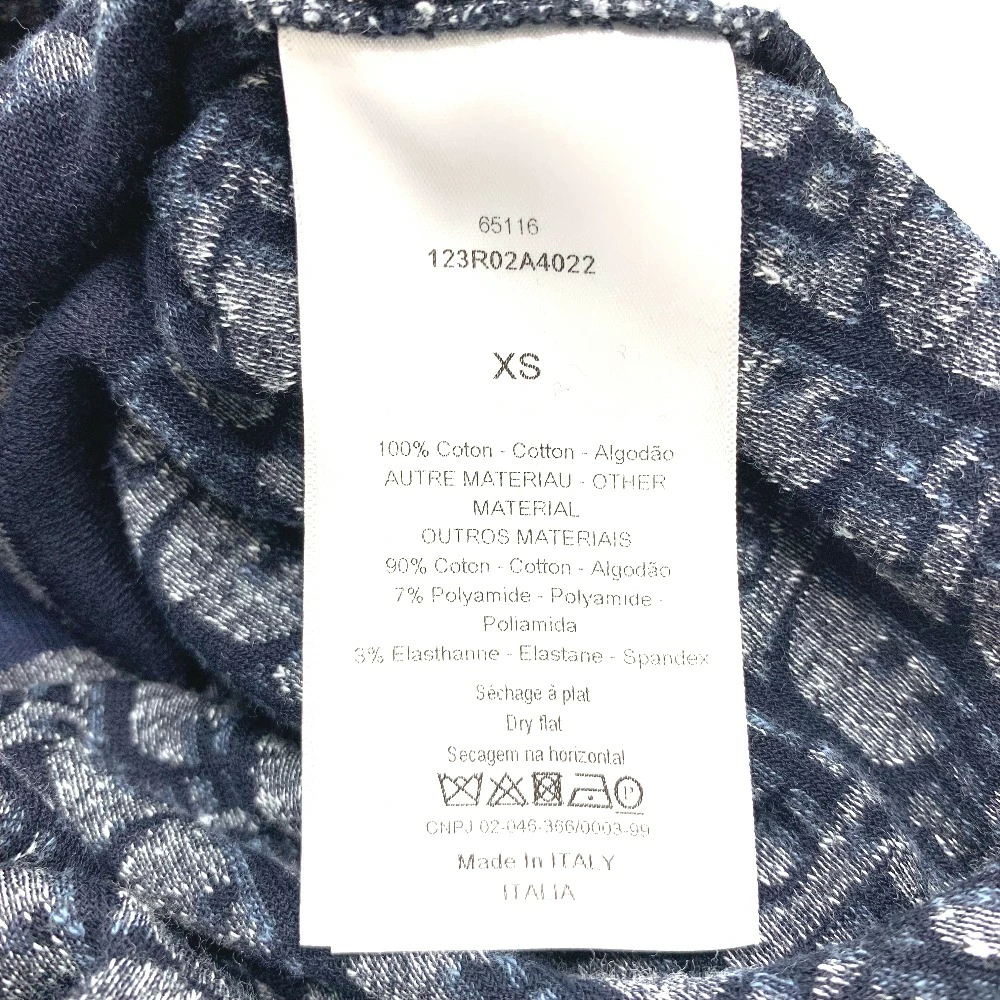 65116
123R02A4022
XS
100% Coton - Cotton - Algodão
AUTRE MATERIAU - OTHER
MATERIAL
OUTROS MATERIAIS
90% Coton - Cotton - Algodão
7% Polyamide - Polyamide -
Poliamida
3% Elasthanne - Elastane - Spandex
Séchage à plat
Dry flat
Secagem na horizontal
P
CNPJ 02-046-366/0003-99
Made In ITALY
ITALIA